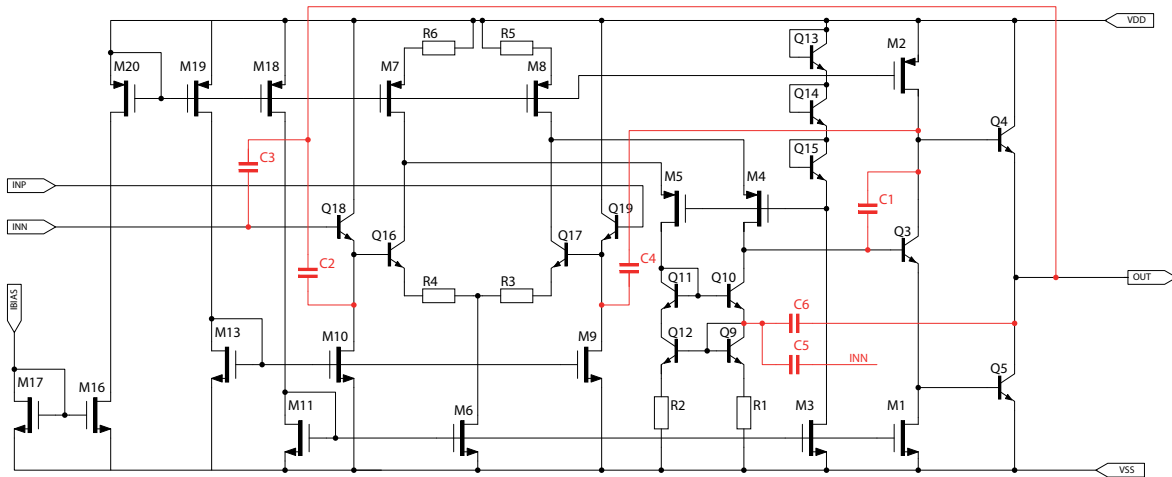 Q13
VDD
R6
R5
M2
M20
M19
M18
M7
M8
Q14
Q4
C3
Q15
M5
M4
INP
C1
INN
Q18
Q19
Q16
Q17
Q3
C2
C4
OUT
R4
R3
Q11
Q10
IBIAS
C6
M13
M10
M9
Q12
Q9
C5
INN
M17
M16
Q5
M11
M6
R2
R1
M3
M1
VSS